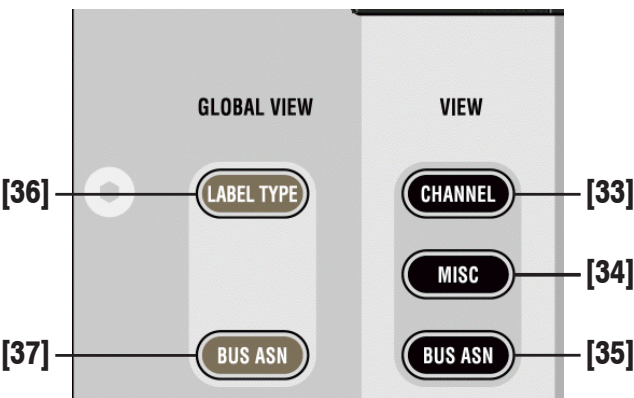 GLOBAL VIEW VIEW
[36] LABEL TYPE CHANNEL [33]
MISC [34]
[37] BUS ASN BUS ASN [35]